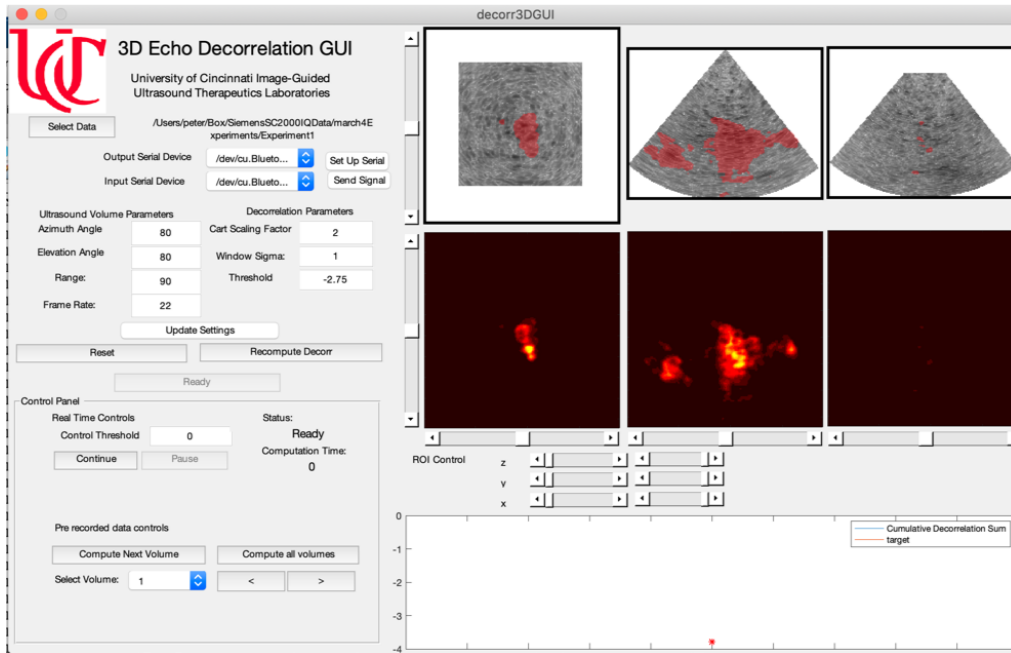 decorr3DGUI
UC
3D Echo Decorrelation GUI
University of Cincinnati Image-Guided
Ultrasound Therapeutics Laboratories
Select Data
/Users/peter/Box/SiemensSC2000IQData/march4E
xperiments/Experiment1
Output Serial Device
/dev/cu.Blueto...
Set Up Serial
Input Serial Device
/dev/cu.Blueto...
Send Signal
Ultrasound Volume Parameters
Decorrelation Parameters
Azimuth Angle
80
Cart Scaling Factor
2
Elevation Angle
80
Window Sigma:
1
Range:
90
Threshold
-2.75
Frame Rate:
22
Update Settings
Reset
Recompute Decorr
Ready
Control Panel
Real Time Controls
Status:
Control Threshold
0
Ready
Continue
Pause
Computation Time:
0
Pre recorded data controls
Compute Next Volume
Compute all volumes
Select Volume:
1
<
>
ROI Control
z
y
x
0
-1
-2
-3
-4
Cumulative Decorrelation Sum
target